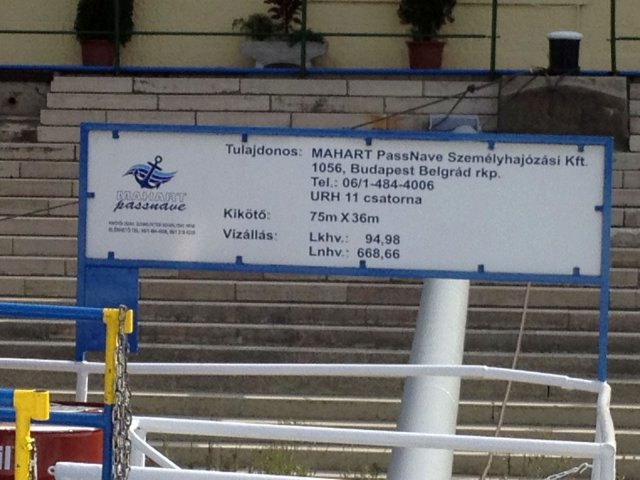 Tulajdonos: MAHART PassNave Személyhajózási Kft.
1056, Budapest Belgrád rkp.
Tel.: 06/1-484-4006
URH 11 csatorna
Kikötő: 75m X 36m
Vízállás: Lkhv.: 94,98
Lnhv.: 668,66
MAHART
passnave